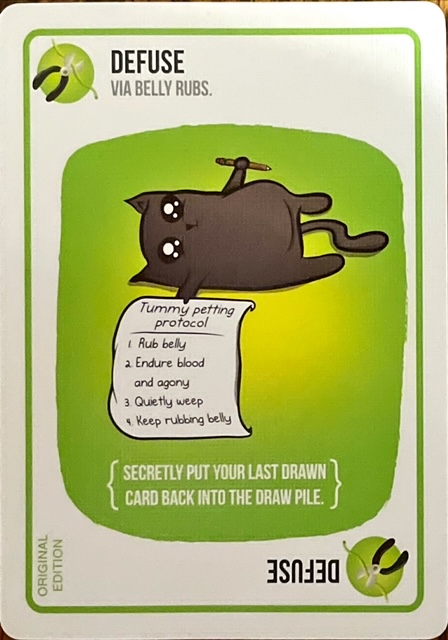 DEFUSE
VIA BELLY RUBS.
Tummy petting
protocol
1. Rub belly
2. Endure blood
and agony
3. Quietly weep
4. Keep rubbing belly
{SECRETLY PUT YOUR LAST DRAWN
CARD BACK INTO THE DRAW PILE.}
ORIGINAL
EDITION
DEFUSE